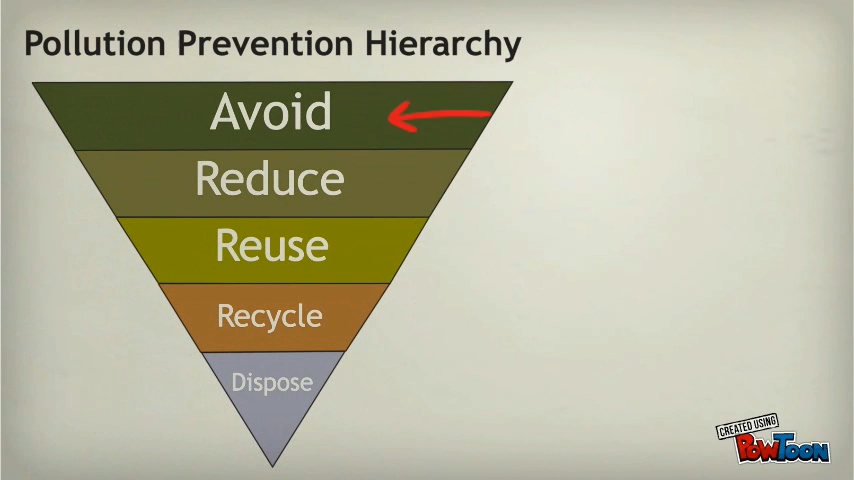 Pollution Prevention Hierarchy
Avoid
Reduce
Reuse
Recycle
Dispose
CREATED USING
POWTOON